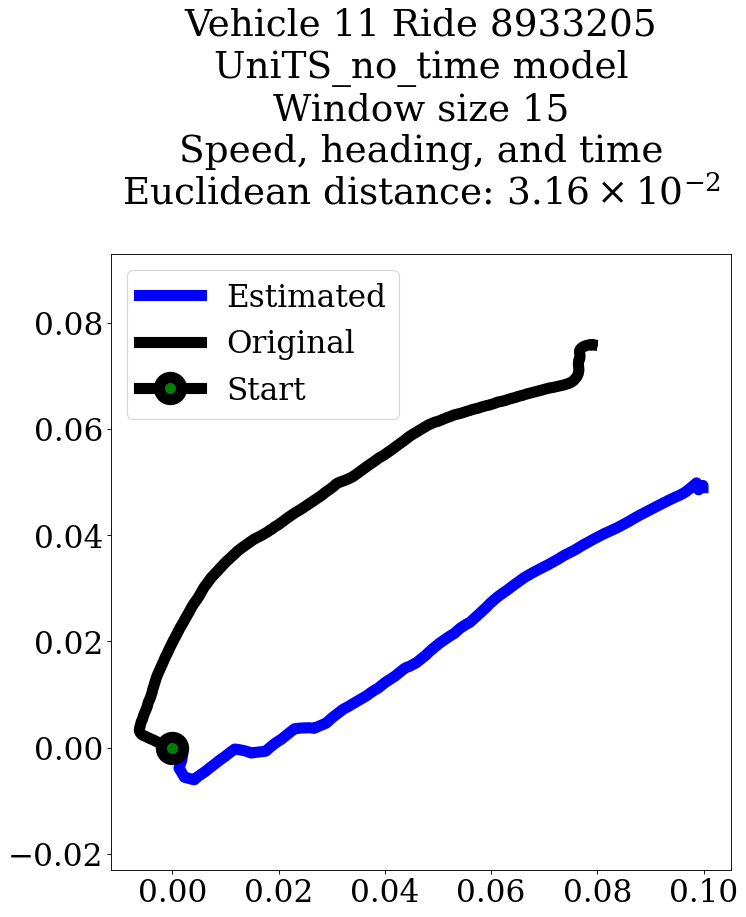 Vehicle 11 Ride 8933205
UniTS_no_time model
Window size 15
Speed, heading, and time
Euclidean distance: 3.16 × 10⁻²
Estimated
Original
Start
0.08
0.06
0.04
0.02
0.00
−0.02
0.00 0.02 0.04 0.06 0.08 0.10